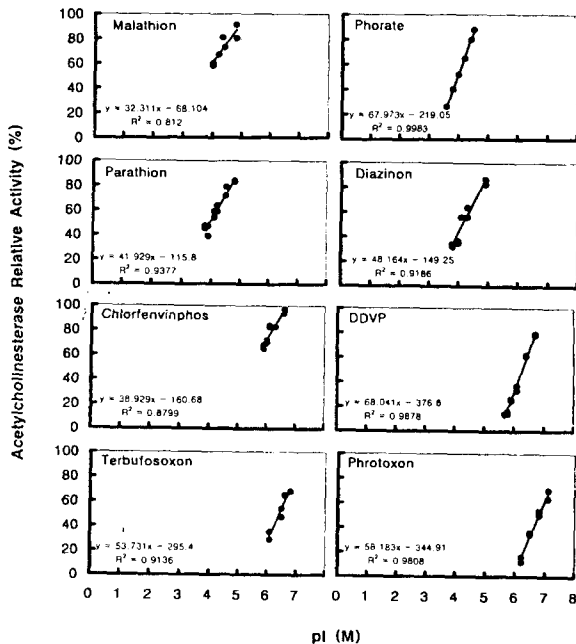 Acetylcholinesterase Relative Activity (%)
100
80
60
40
20
0
Malathion
y = 32.311x - 68.104
R² = 0.812
Phorate
y = 67.973x - 219.05
R² = 0.9983
100
80
60
40
20
0
Parathion
y = 41.929x - 115.8
R² = 0.9377
Diazinon
y = 48.164x - 149.25
R² = 0.9186
100
80
60
40
20
0
Chlorfenvinphos
y = 38.929x - 160.68
R² = 0.8799
DDVP
y = 68.041x - 376.8
R² = 0.9878
100
80
60
40
20
0
Terbufosoxon
y = 53.731x - 295.4
R² = 0.9136
Phrotoxon
y = 58.183x - 344.91
R² = 0.9808
0 1 2 3 4 5 6 7 0 1 2 3 4 5 6 7 8
pI (M)